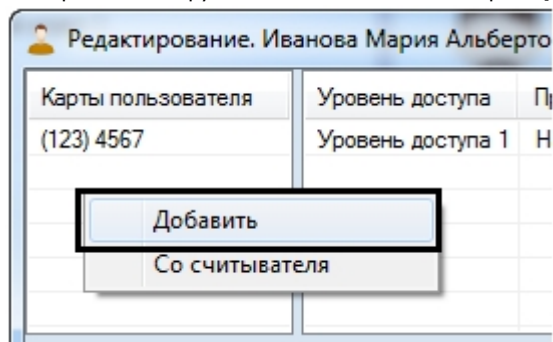 Редактирование. Иванова Мария Альберто
Карты пользователя Уровень доступа
(123) 4567 Уровень доступа 1 Н
Добавить
Со считывателя